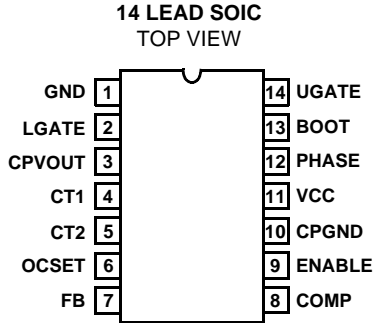 14 LEAD SOIC
TOP VIEW
GND 1 14 UGATE
LGATE 2 13 BOOT
CPVOUT 3 12 PHASE
CT1 4 11 VCC
CT2 5 10 CPGND
OCSET 6 9 ENABLE
FB 7 8 COMP